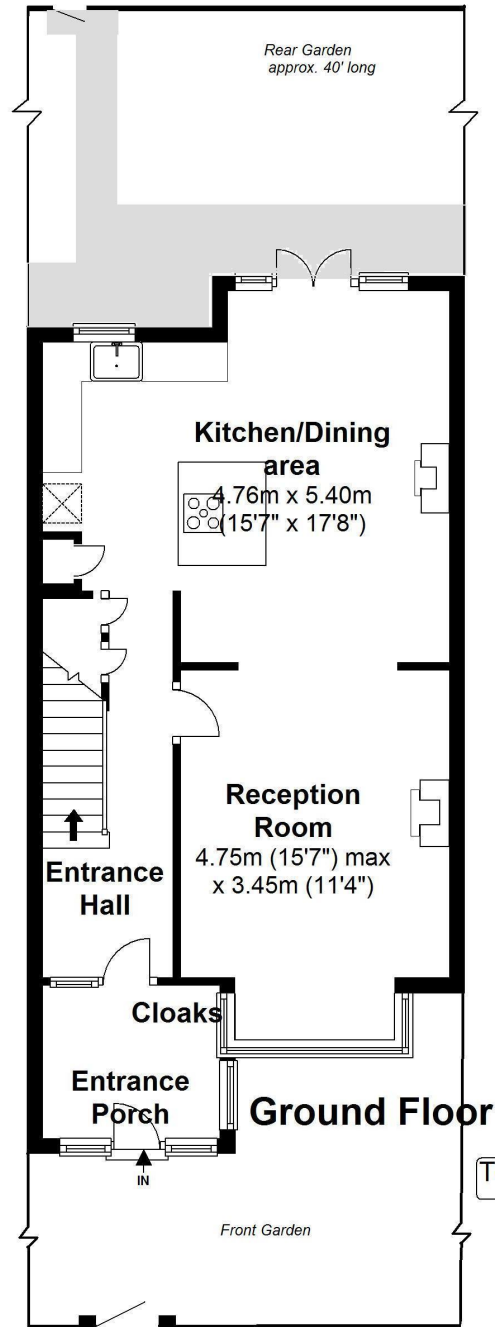 Rear Garden
approx. 40' long
Kitchen/Dining
area
4.76m x 5.40m
(15'7" x 17'8")
Reception
Room
4.75m (15'7") max
x 3.45m (11'4")
Entrance
Hall
Cloaks
Entrance
Porch
Ground Floor
IN
T
Front Garden